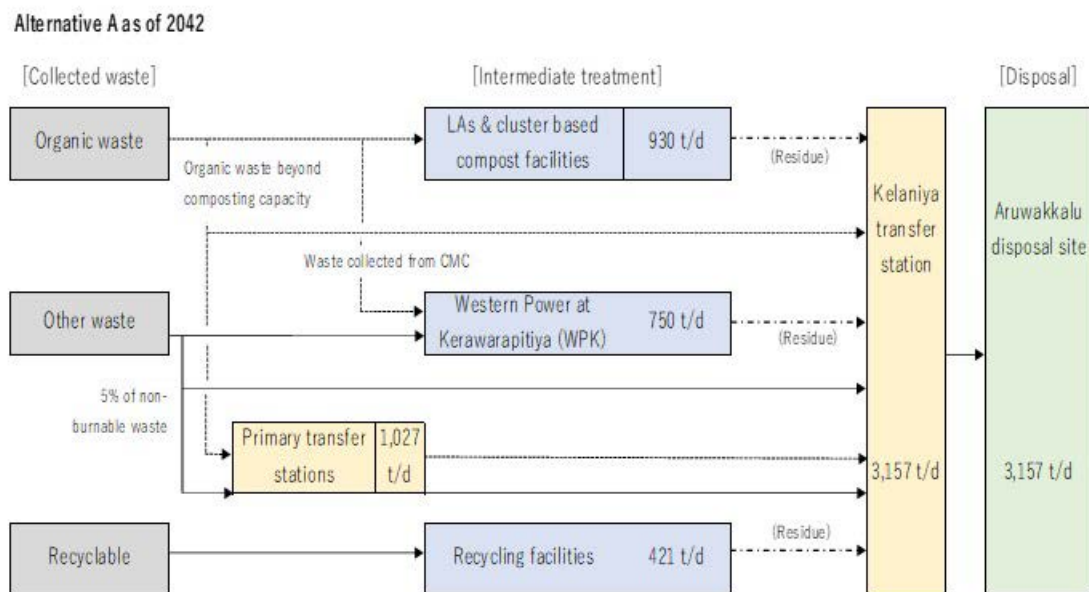 Alternative A as of 2042
[Collected waste]
[Intermediate treatment]
[Disposal]
Organic waste
LAs & cluster based
compost facilities
930 t/d
(Residue)
Organic waste beyond
composting capacity
Kelaniya
transfer
station
Aruwakkalu
disposal site
Waste collected from CMC
Other waste
Western Power at
Kerawarapitiya (WPK)
750 t/d
(Residue)
5% of non-
burnable waste
Primary transfer
stations
1,027
t/d
3,157 t/d
3,157 t/d
Recyclable
Recycling facilities
421 t/d
(Residue)